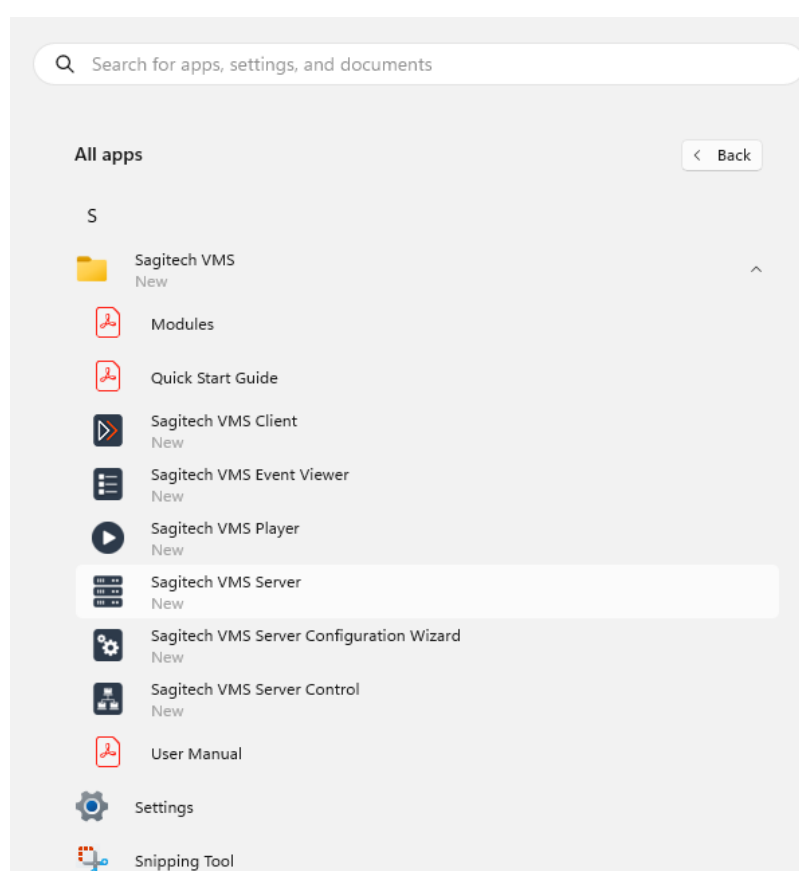 Search for apps, settings, and documents
All apps
Back
S
Sagitech VMS
New
Modules
Quick Start Guide
Sagitech VMS Client
New
Sagitech VMS Event Viewer
New
Sagitech VMS Player
New
Sagitech VMS Server
New
Sagitech VMS Server Configuration Wizard
New
Sagitech VMS Server Control
New
User Manual
Settings
Snipping Tool